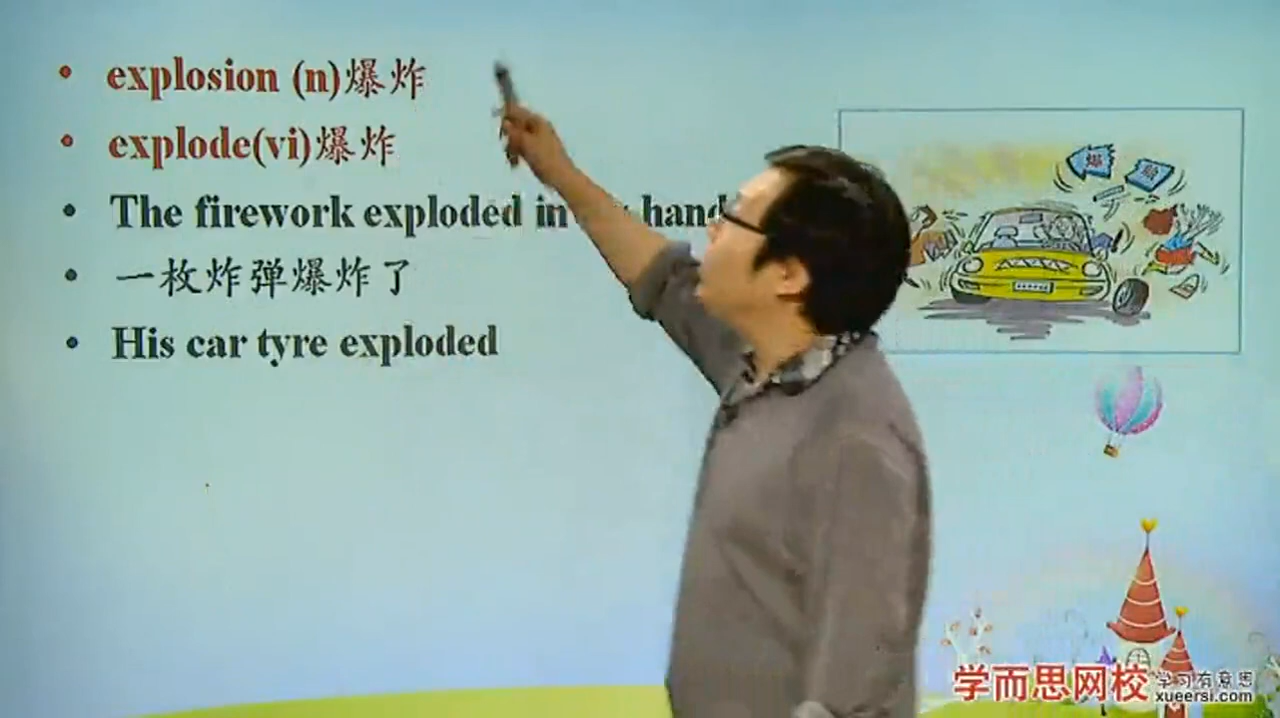 • explosion (n)爆炸
• explode(vi)爆炸
• The firework exploded in hand
• 一枚炸弹爆炸了
• His car tyre exploded
爆
学而思网校
学习有意思
xueersi.com